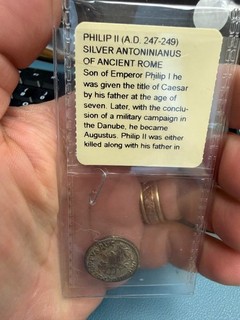 PHILIP II (A.D. 247-249)
SILVER ANTONINIANUS
OF ANCIENT ROME
Son of Emperor Philip I he
was given the title of Caesar
by his father at the age of
seven. Later, with the conclu-
sion of a military campaign in
the Danube, he became
Augustus. Philip II was either
killed along with his father in